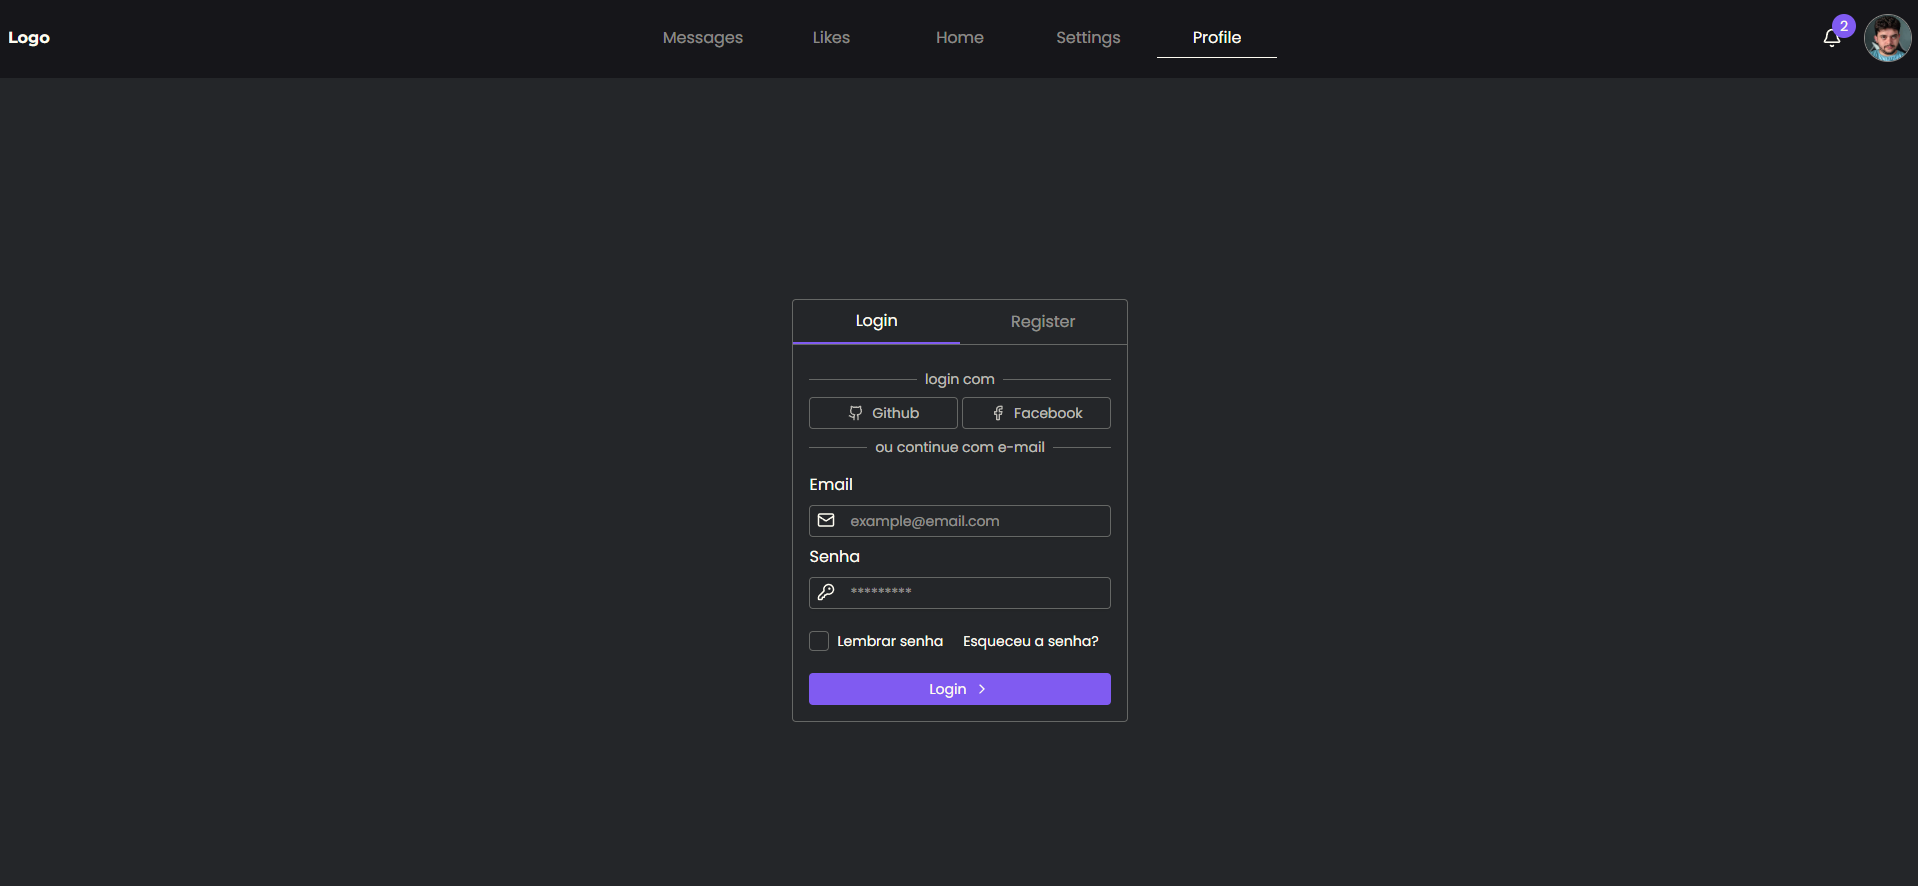 Logo
Messages Likes Home Settings Profile
2
Login Register
login com
Github Facebook
ou continue com e-mail
Email
example@email.com
Senha
*********
Lembrar senha Esqueceu a senha?
Login